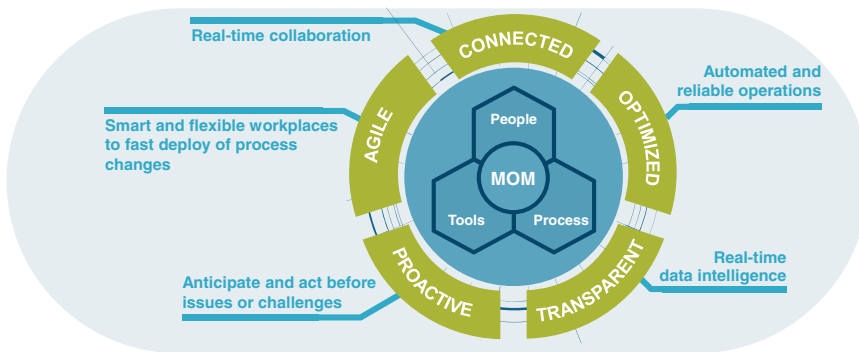 Real-time collaboration
CONNECTED
Automated and
reliable operations
OPTIMIZED
AGILE
Smart and flexible workplaces
to fast deploy of process
changes
People
MOM
Tools
Process
PROACTIVE
Anticipate and act before
issues or challenges
TRANSPARENT
Real-time
data intelligence